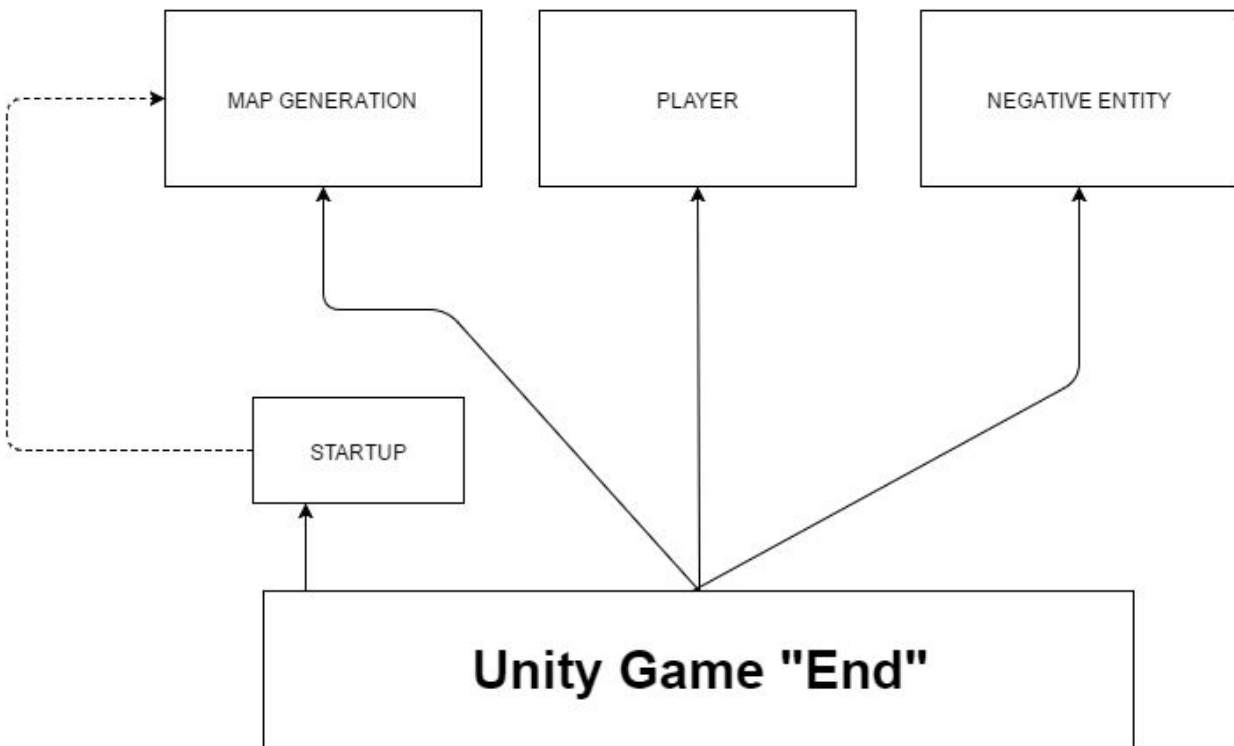 MAP GENERATION
PLAYER
NEGATIVE ENTITY
STARTUP
Unity Game "End"